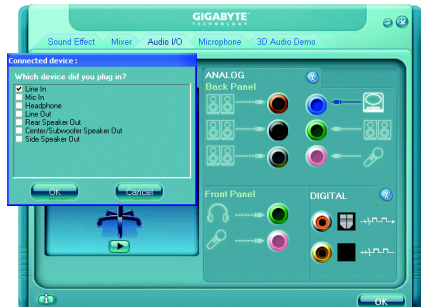 GIGABYTE
TECHNOLOGY
Sound Effect Mixer Audio I/O Microphone 3D Audio Demo
Connected device :
Which device did you plug in?
Line In
Mic In
Headphone
Line Out
Rear Speaker Out
Center/Subwoofer Speaker Out
Side Speaker Out
OK Cancel
ANALOG
Back Panel
Front Panel
DIGITAL
OK